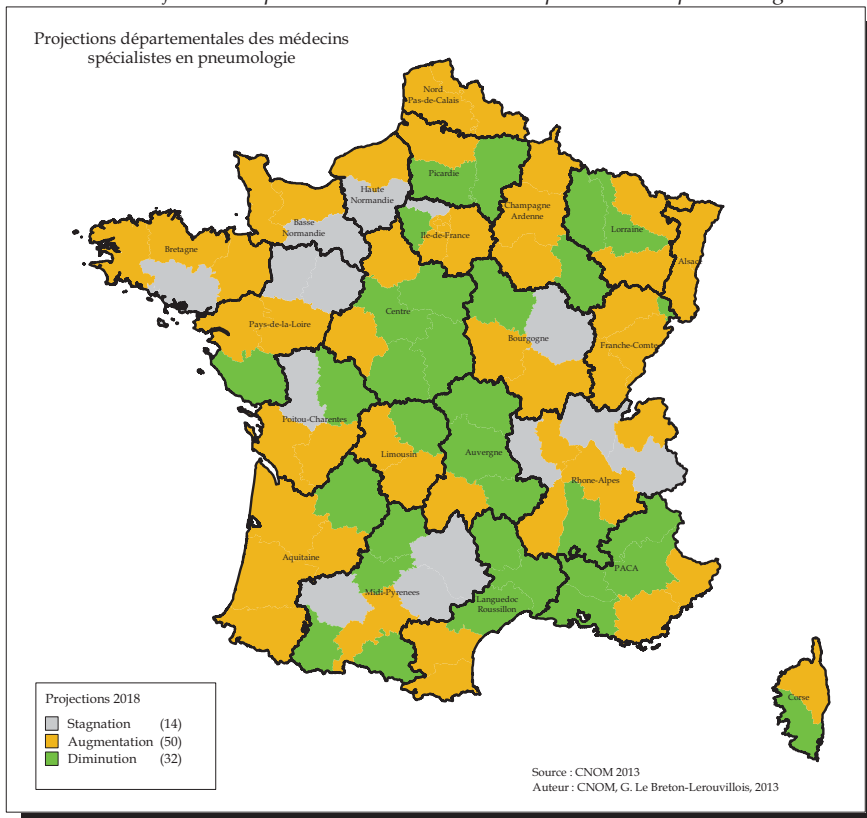 Projections départementales des médecins
spécialistes en pneumologie
Nord
Pas-de-Calais
Picardie
Haute
Normandie
Basse
Normandie
Champagne
Ardenne
Lorraine
Ile-de-France
Alsace
Bretagne
Centre
Pays-de-la-Loire
Bourgogne
Franche-Comte
Poitou-Charentes
Limousin
Auvergne
Rhone-Alpes
Aquitaine
PACA
Midi-Pyrenees
Languedoc
Roussillon
Corse
Projections 2018
Stagnation (14)
Augmentation (50)
Diminution (32)
Source : CNOM 2013
Auteur : CNOM, G. Le Breton-Lerouvillois, 2013